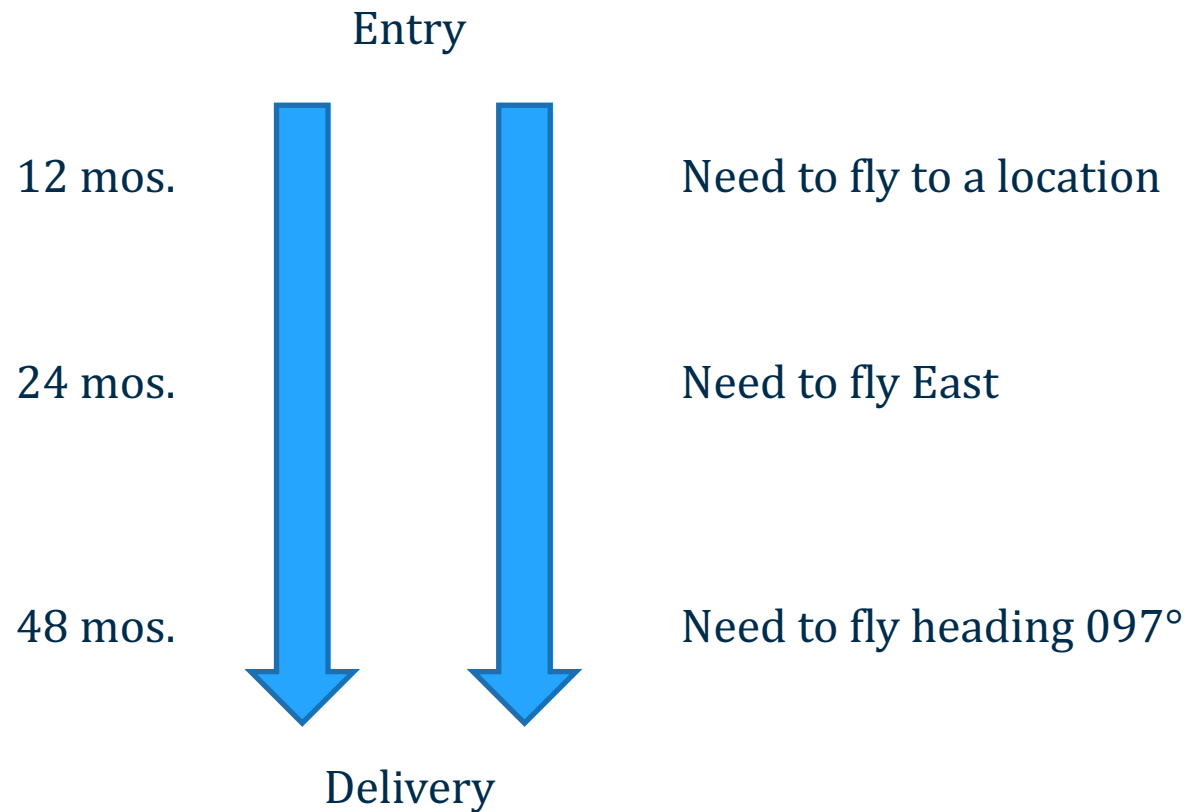 Entry
12 mos.
Need to fly to a location
24 mos.
Need to fly East
48 mos.
Need to fly heading 097°
Delivery